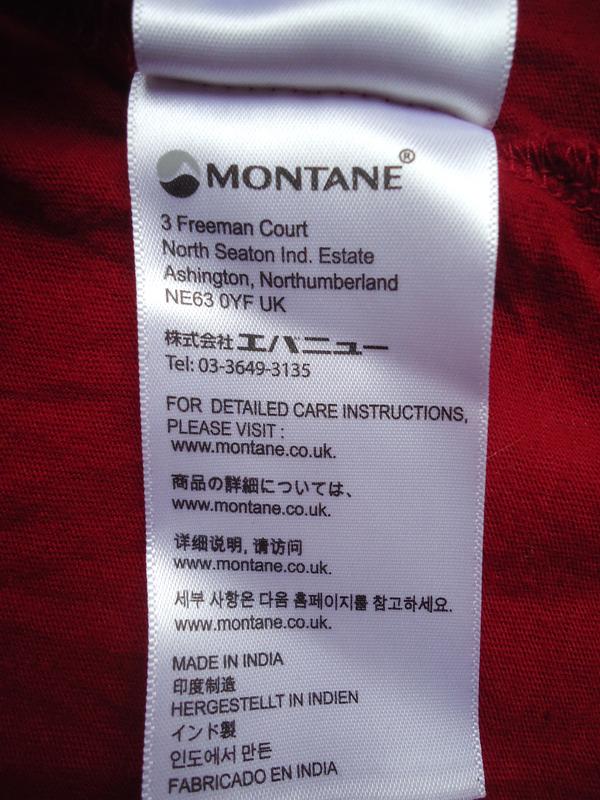 MONTANE®
3 Freeman Court
North Seaton Ind. Estate
Ashington, Northumberland
NE63 0YF UK
株式会社 エバニュー
Tel: 03-3649-3135
FOR DETAILED CARE INSTRUCTIONS,
PLEASE VISIT :
www.montane.co.uk.
商品の詳細については、
www.montane.co.uk.
详细说明, 请访问
www.montane.co.uk.
세부 사항은 다움 홈페이지를 참고하세요.
www.montane.co.uk.
MADE IN INDIA
印度制造
HERGESTELLT IN INDIEN
インド製
인도에서 만든
FABRICADO EN INDIA